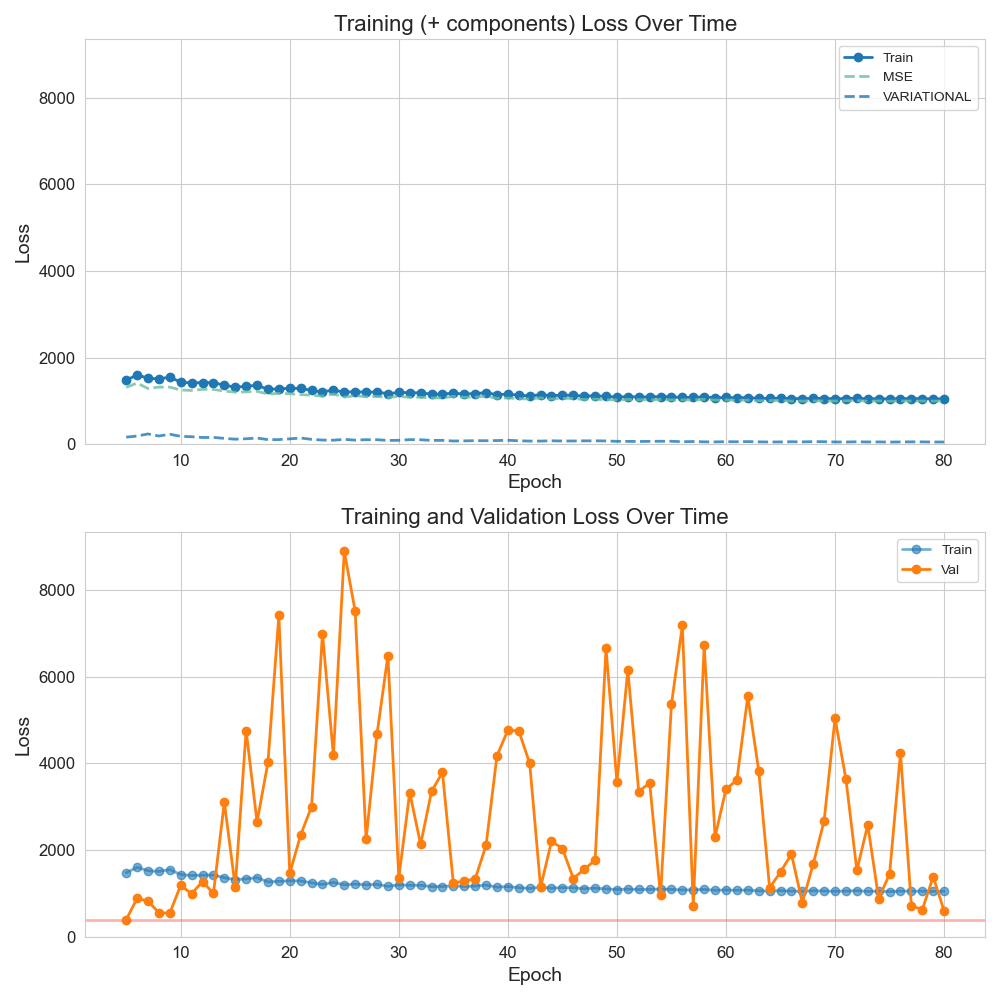 Training (+ components) Loss Over Time
Train
MSE
VARIATIONAL
8000
6000
4000
2000
0
Loss
10 20 30 40 50 60 70 80
Epoch
Training and Validation Loss Over Time
Train
Val
8000
6000
4000
2000
0
Loss
10 20 30 40 50 60 70 80
Epoch